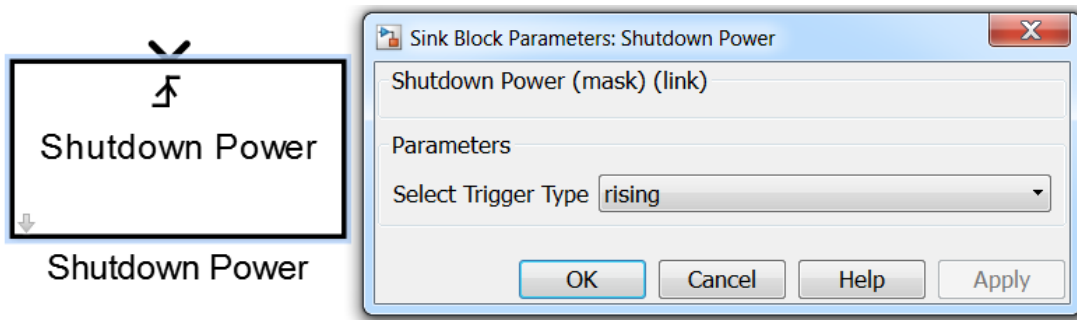 Shutdown Power
Shutdown Power
Sink Block Parameters: Shutdown Power
Shutdown Power (mask) (link)
Parameters
Select Trigger Type rising
OK Cancel Help Apply